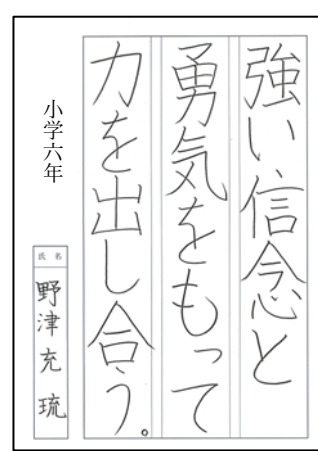 強い信念と
勇気をもって
力を出し合う。
小学六年
氏名
野津充琉